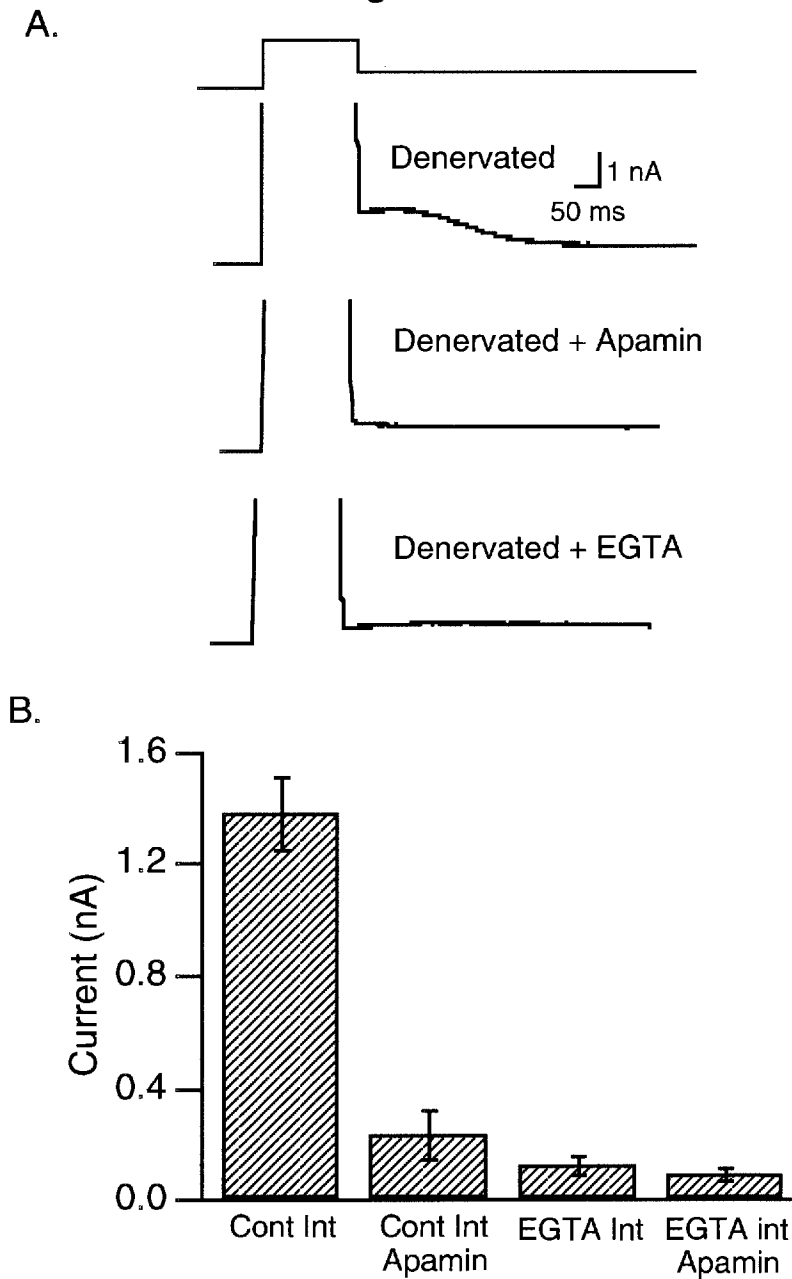 A.
Denervated
1 nA
50 ms
Denervated + Apamin
Denervated + EGTA
B.
Current (nA)
1.6
1.2
0.8
0.4
0.0
Cont Int
Cont Int
Apamin
EGTA Int
EGTA int
Apamin